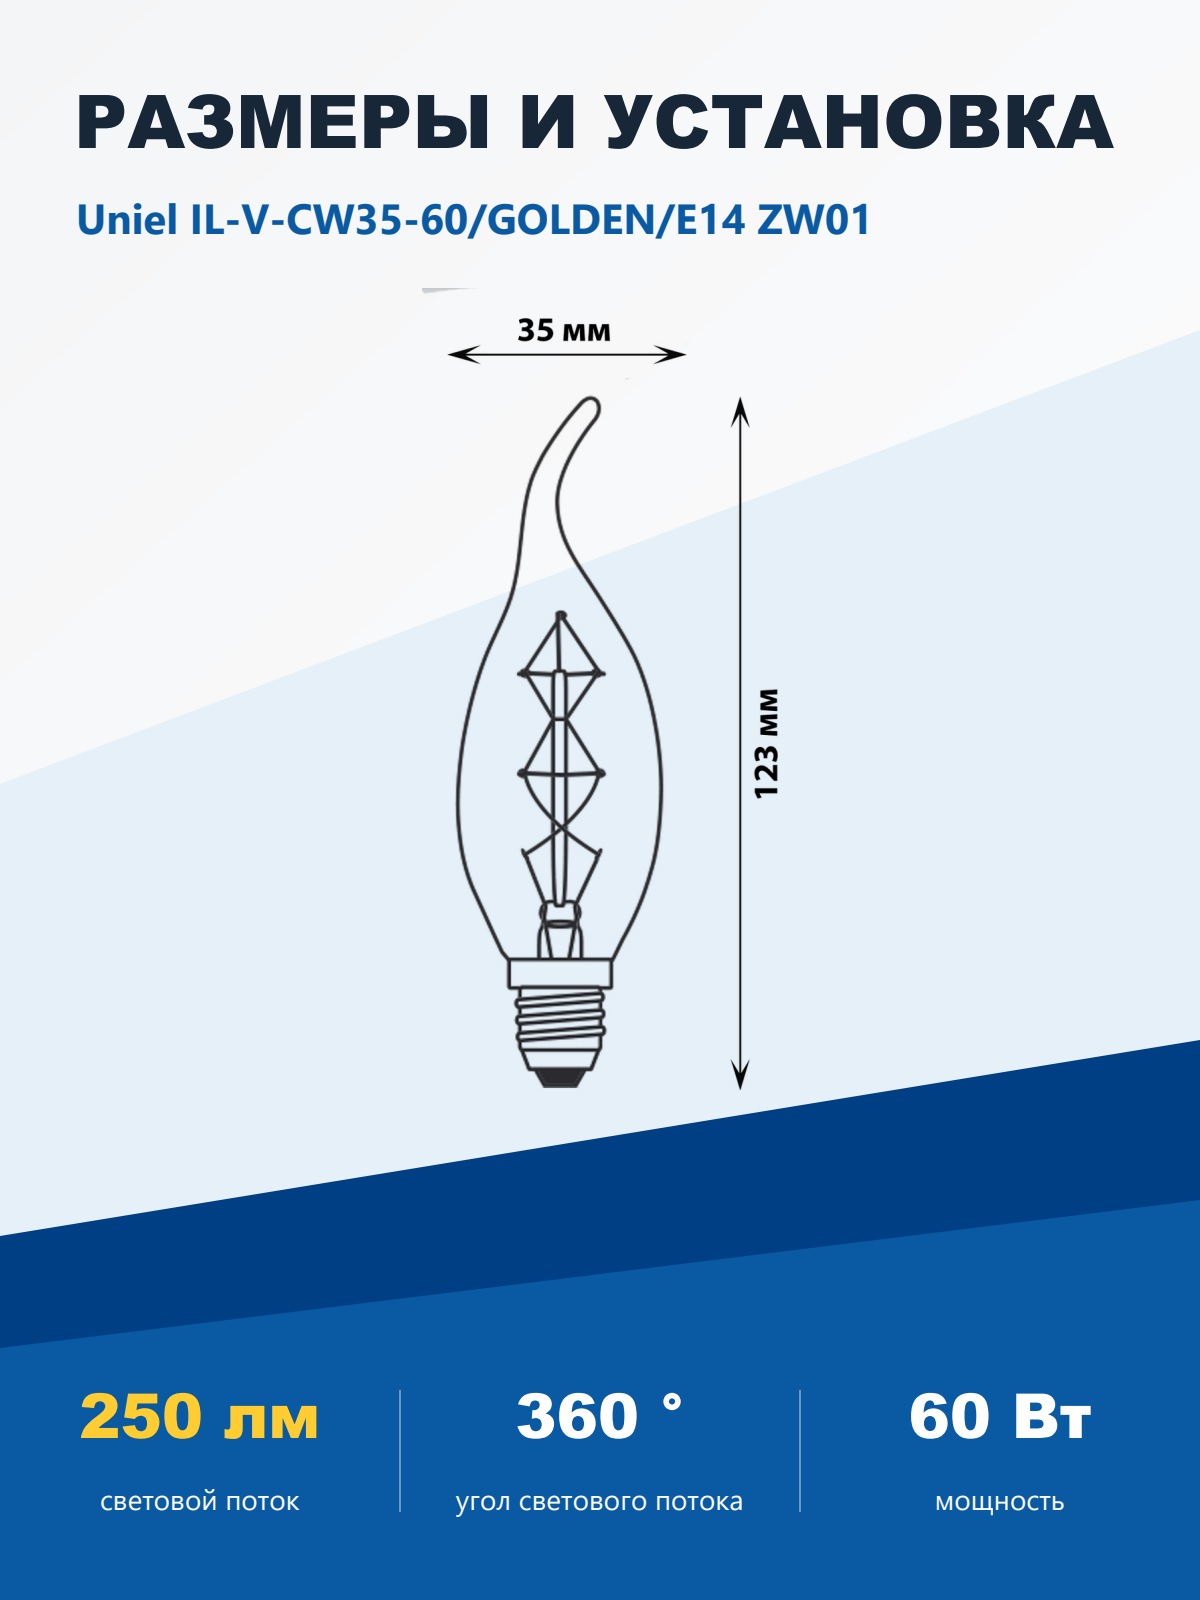 РАЗМЕРЫ И УСТАНОВКА
Uniel IL-V-CW35-60/GOLDEN/E14 ZW01
35 мм
123 мм
250 лм
световой поток
360 °
угол светового потока
60 Вт
мощность